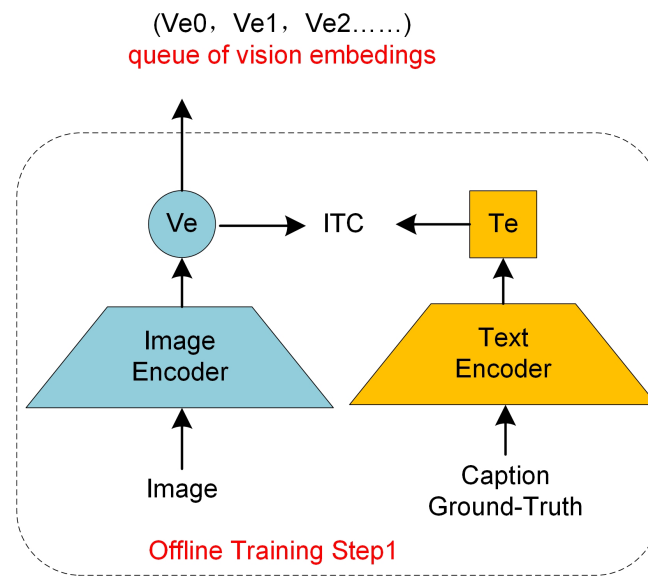 (Ve0，Ve1，Ve2……)
queue of vision embedings
Ve
ITC
Te
Image
Encoder
Text
Encoder
Image
Caption
Ground-Truth
Offline Training Step1